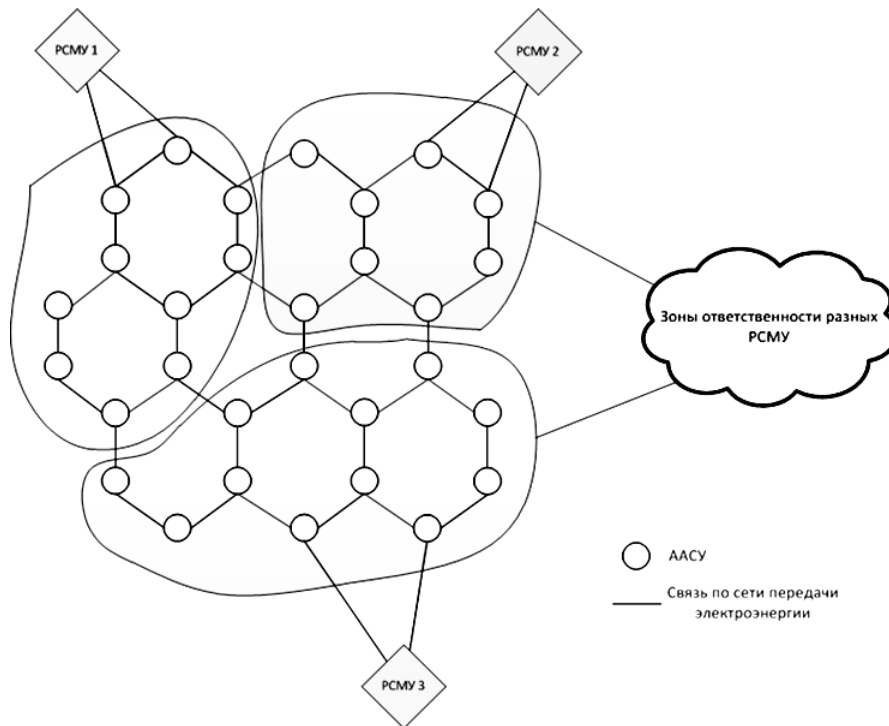 РСМУ 1
РСМУ 2
Зоны ответственности разных
РСМУ
ААСУ
Связь по сети передачи
электроэнергии
РСМУ 3